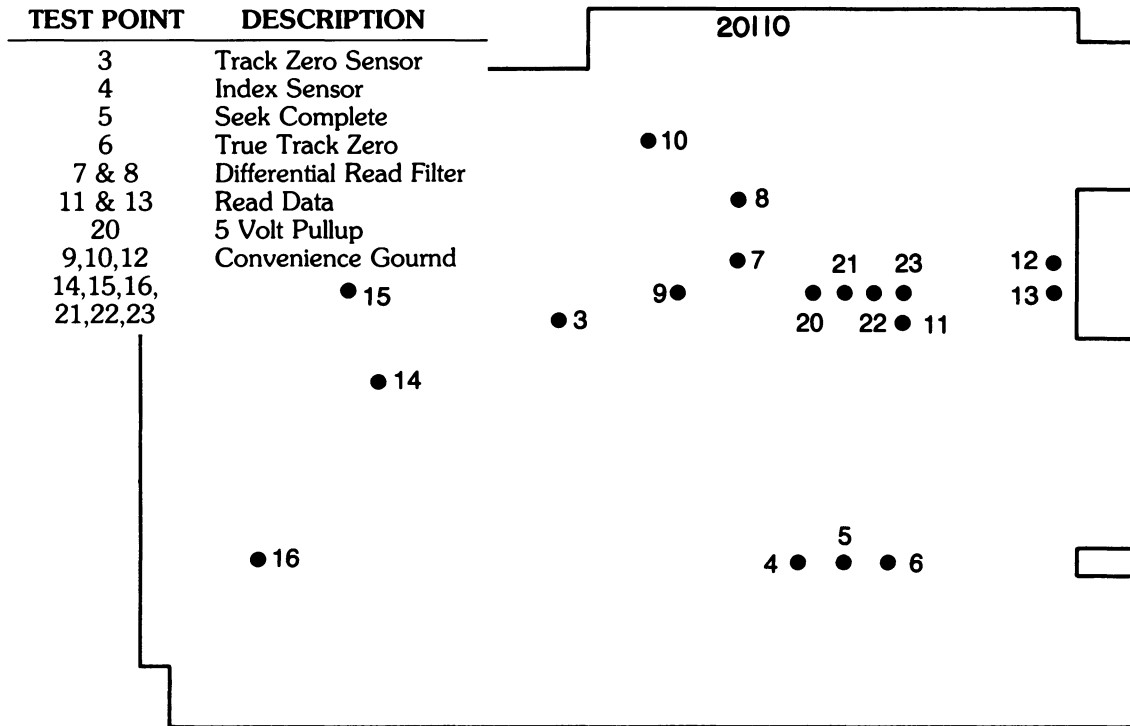 TEST POINT DESCRIPTION
3 Track Zero Sensor
4 Index Sensor
5 Seek Complete
6 True Track Zero
7 & 8 Differential Read Filter
11 & 13 Read Data
20 5 Volt Pullup
9,10,12 Convenience Gournd
14,15,16,
21,22,23
20110
10
8
7
21
23
12
15
9
13
3
20
22
11
14
5
16
4
6